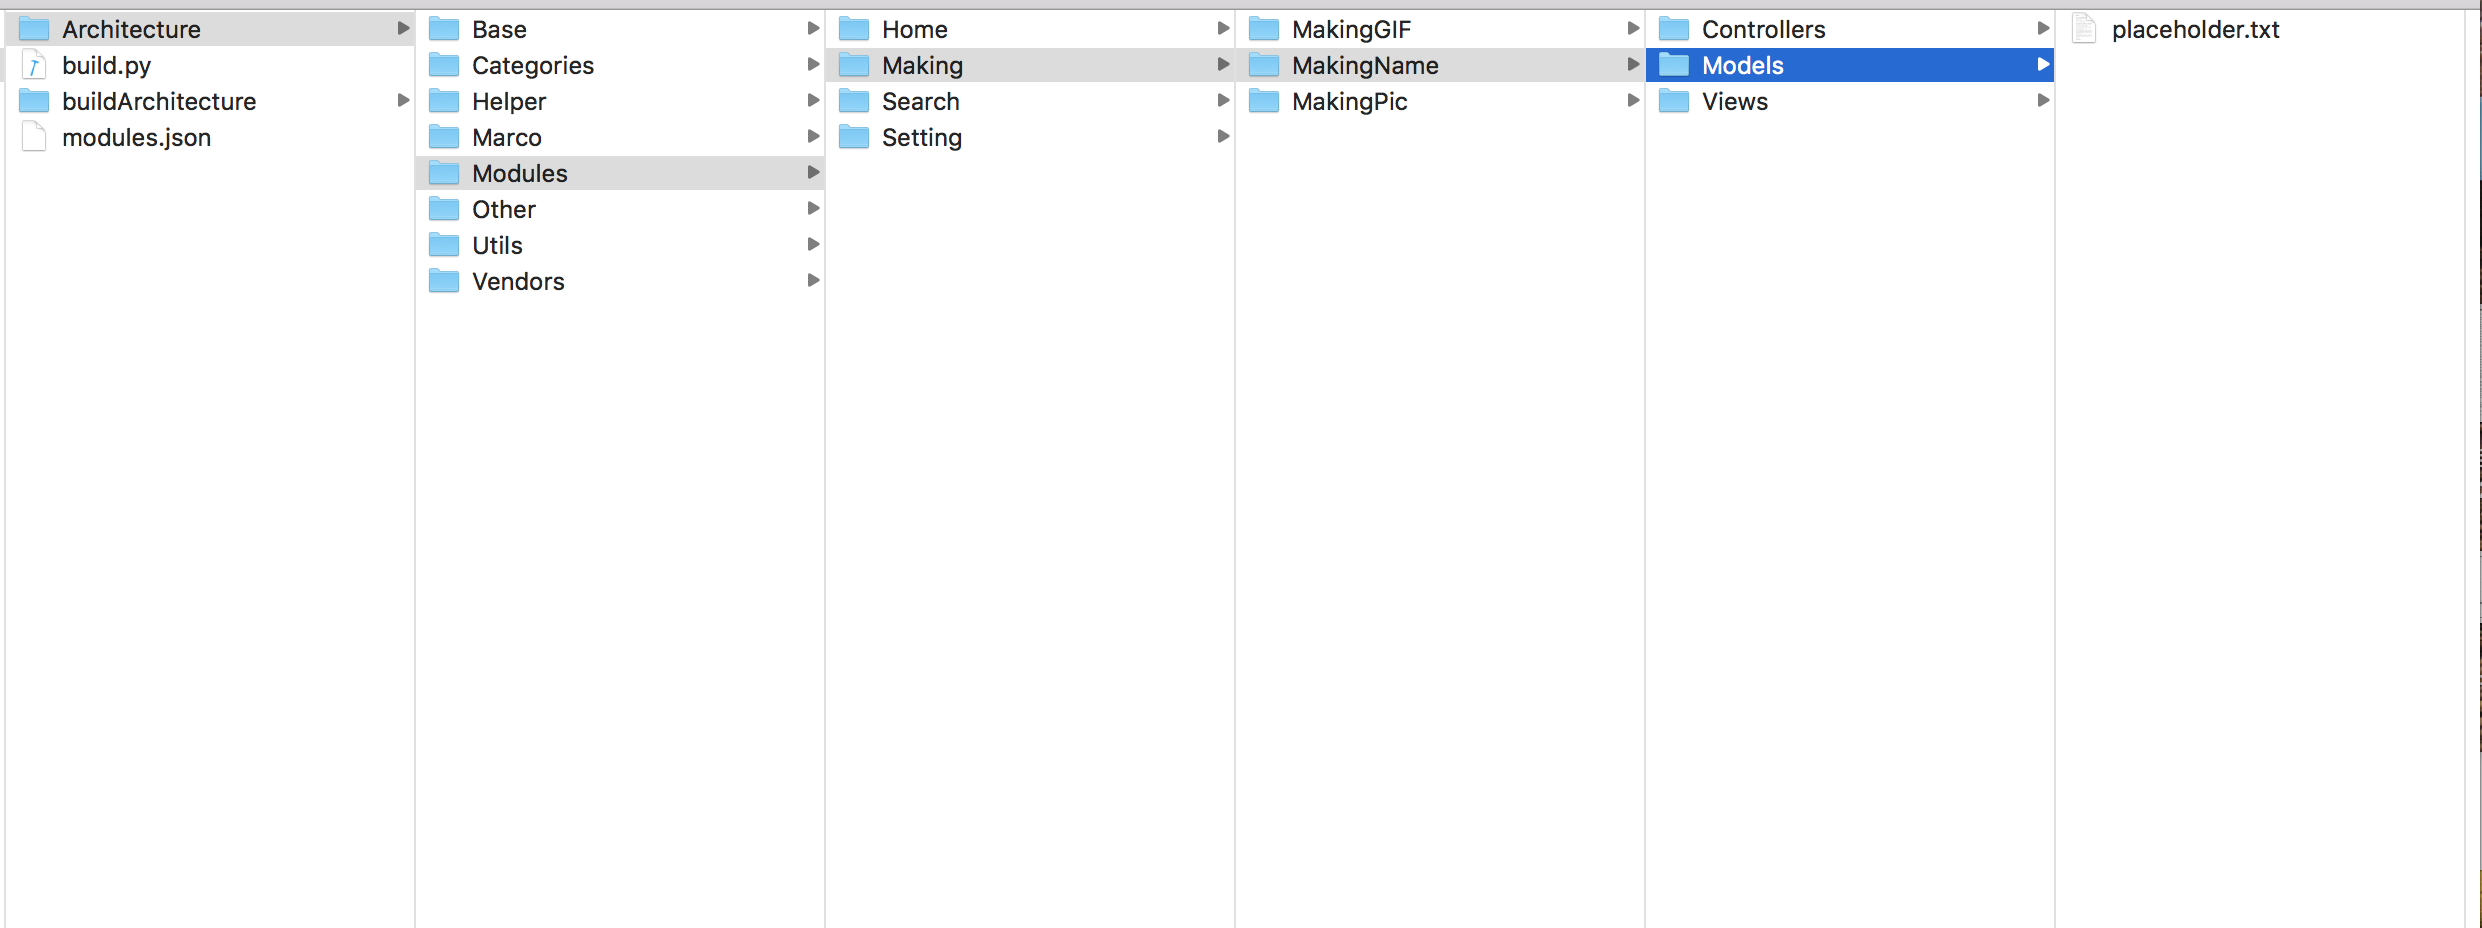 Architecture
build.py
buildArchitecture
modules.json
Base
Categories
Helper
Marco
Modules
Other
Utils
Vendors
Home
Making
Search
Setting
MakingGIF
MakingName
MakingPic
Controllers
Models
Views
placeholder.txt